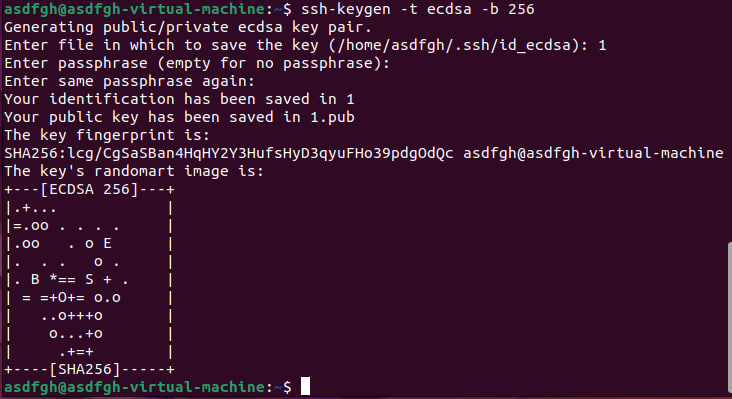 asdfgh@asdfgh-virtual-machine:~$ ssh-keygen -t ecdsa -b 256
Generating public/private ecdsa key pair.
Enter file in which to save the key (/home/asdfgh/.ssh/id_ecdsa): 1
Enter passphrase (empty for no passphrase):
Enter same passphrase again:
Your identification has been saved in 1
Your public key has been saved in 1.pub
The key fingerprint is:
SHA256:lcg/CgSaSBan4HqHY2Y3HufsHyD3qyuFHo39pdgOdQc asdfgh@asdfgh-virtual-machine
The key's randomart image is:
+---[ECDSA 256]---+
|.+...            |
|=.oo . . . .     |
|.oo   . o E      |
|. . .   o .      |
|. B *== S + .    |
| = =+O+= o.o     |
|   ..o+++o       |
|    o...+o       |
|     .+=+        |
+----[SHA256]-----+
asdfgh@asdfgh-virtual-machine:~$